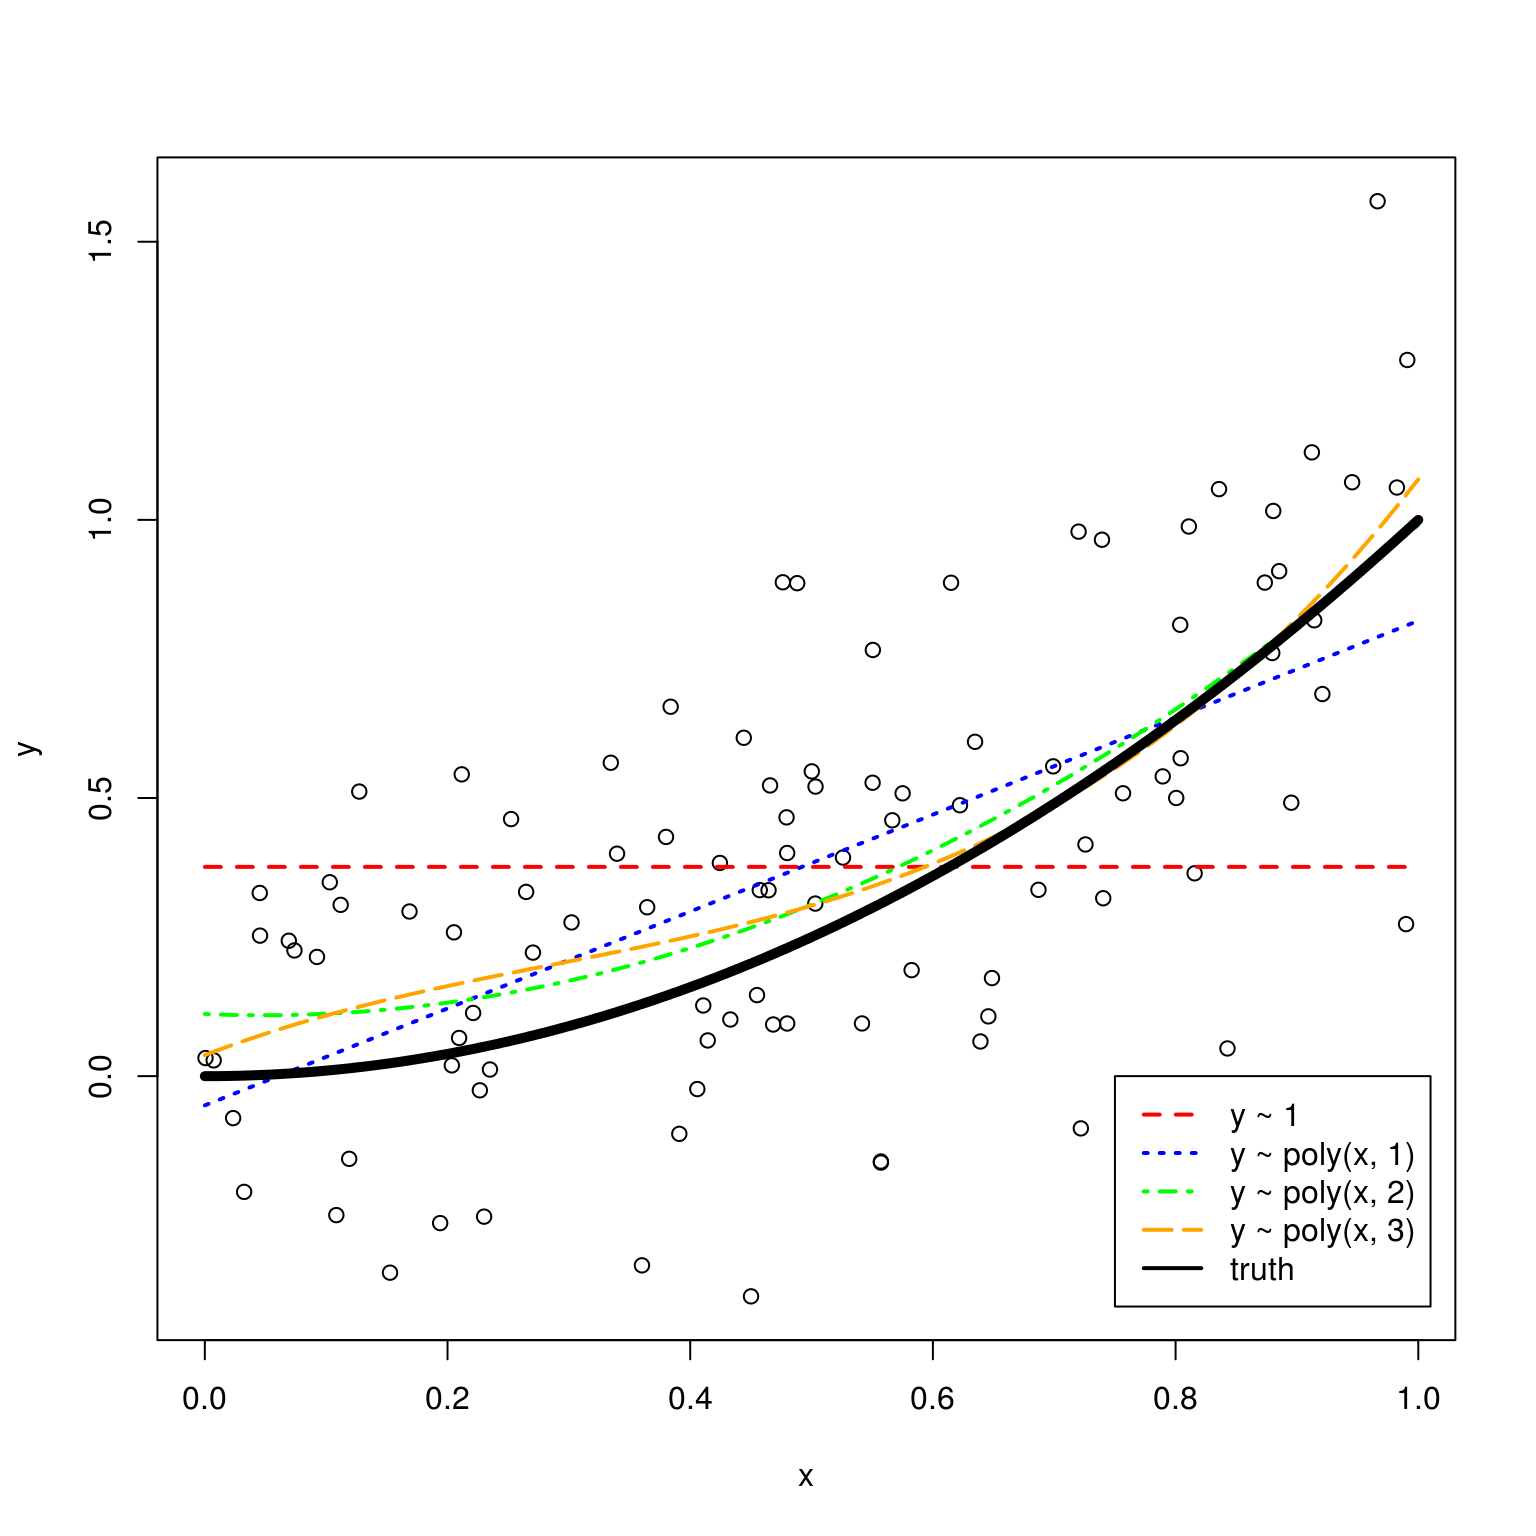 1.5
1.0
0.5
0.0
y
0.0 0.2 0.4 0.6 0.8 1.0
x
y ~ 1
y ~ poly(x, 1)
y ~ poly(x, 2)
y ~ poly(x, 3)
truth